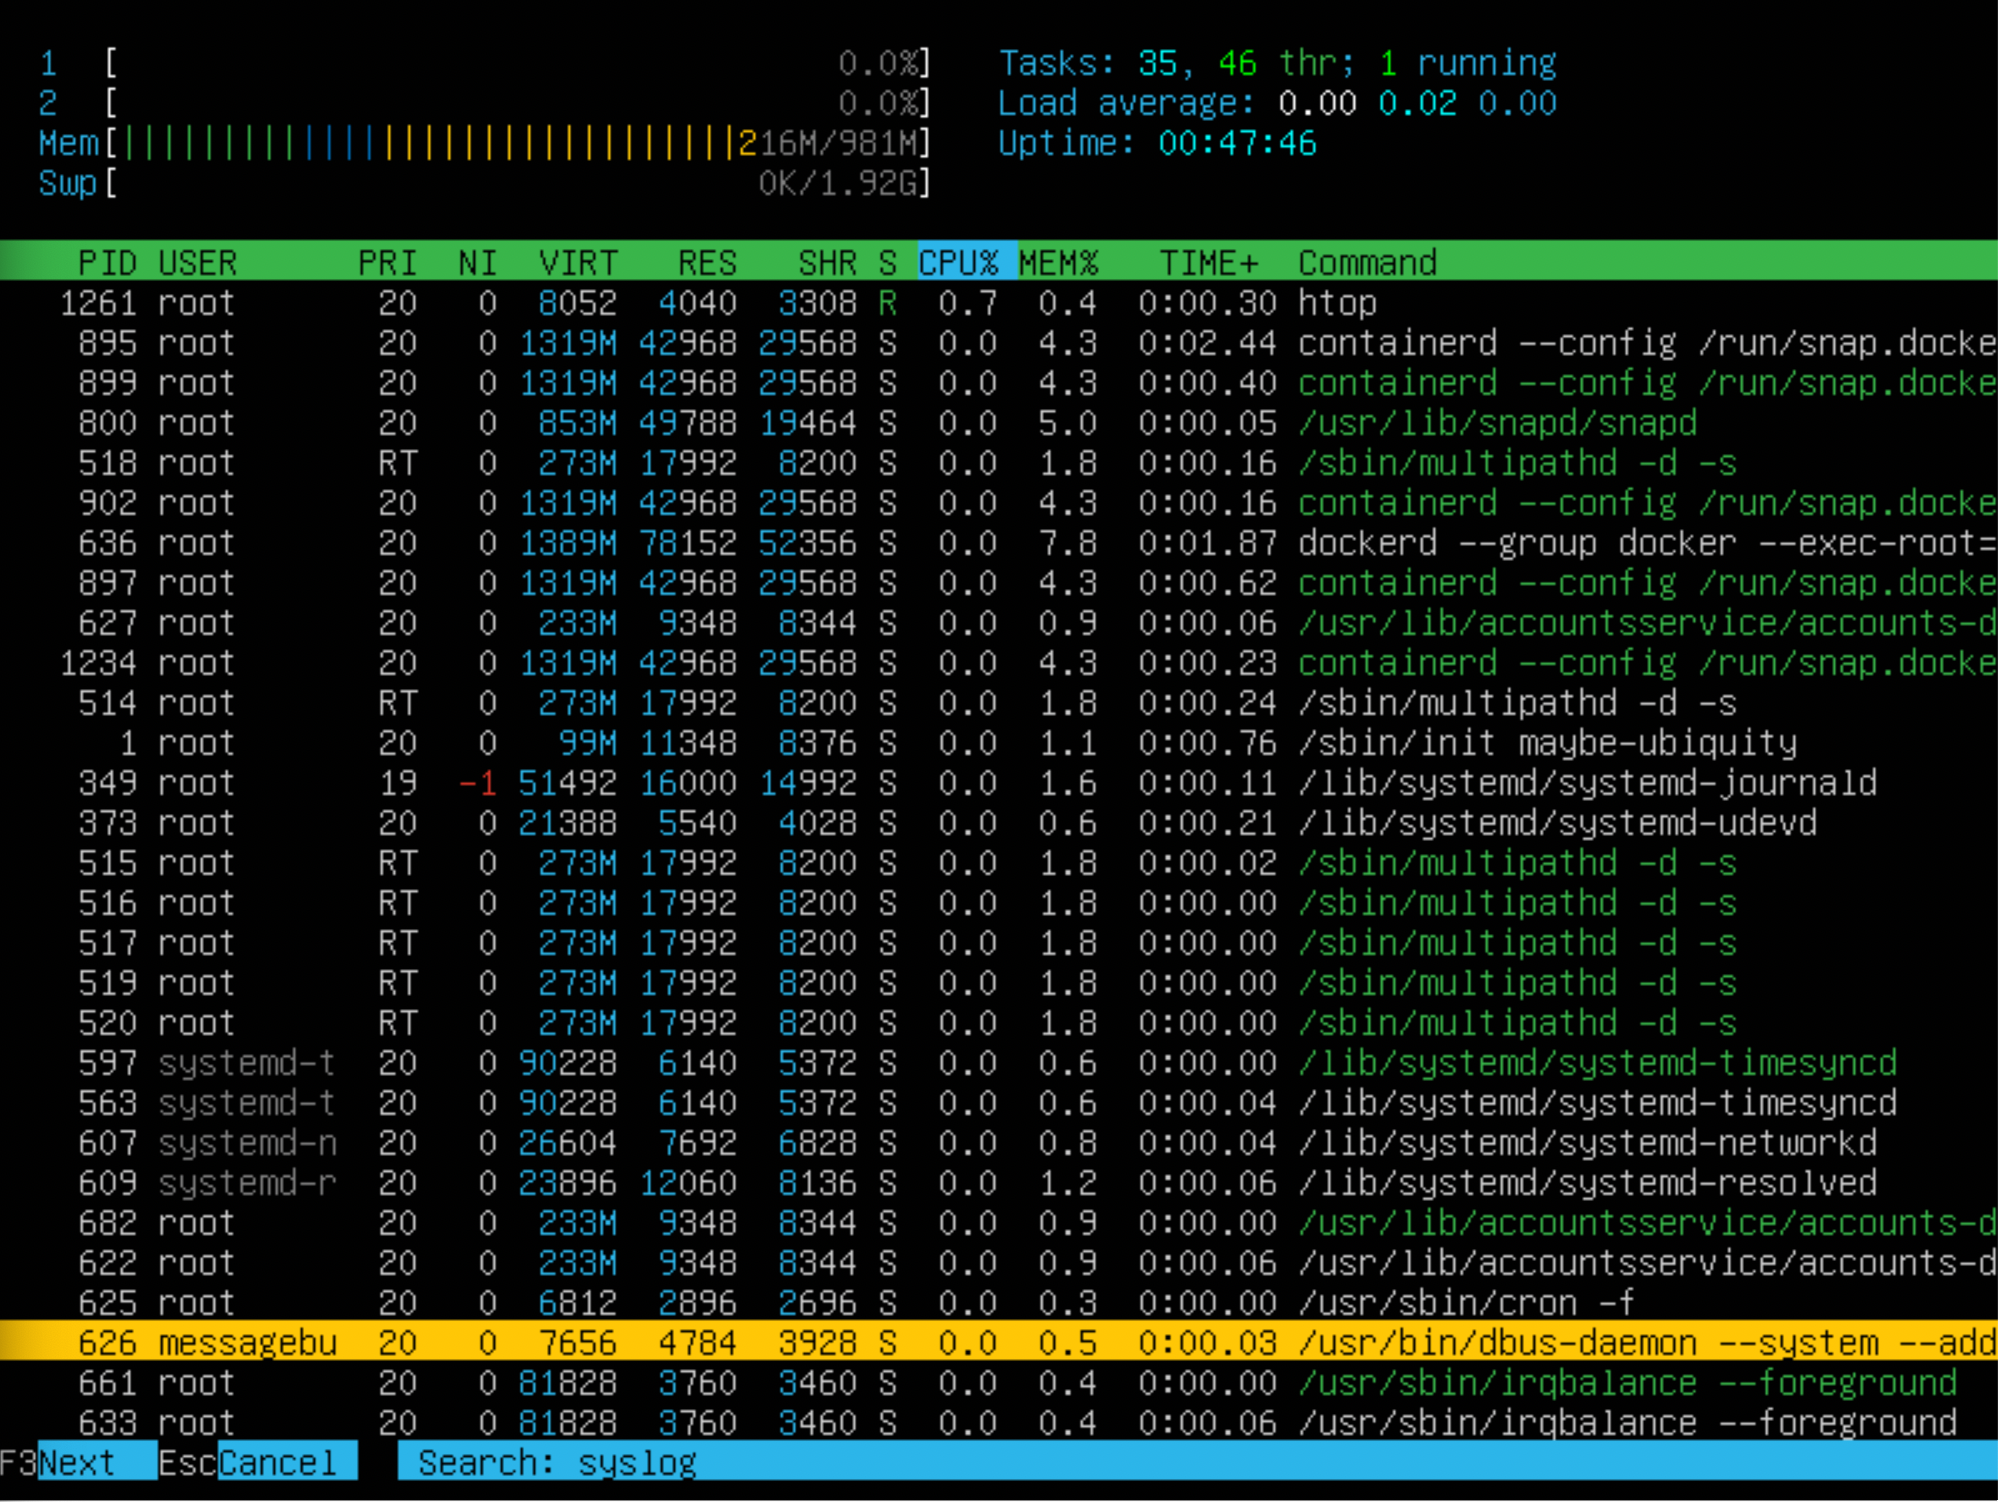 1 [ 0.0%] Tasks: 35, 46 thr; 1 running
2 [ 0.0%] Load average: 0.00 0.02 0.00
Mem[|||||||||||||||||||||||||||||||216M/981M] Uptime: 00:47:46
Swp[ 0K/1.92G]
PID USER PRI NI VIRT RES SHR S CPU% MEM% TIME+ Command
1261 root 20 0 8052 4040 3308 R 0.7 0.4 0:00.30 htop
895 root 20 0 1319M 42968 29568 S 0.0 4.3 0:02.44 containerd --config /run/snap.docke
899 root 20 0 1319M 42968 29568 S 0.0 4.3 0:00.40 containerd --config /run/snap.docke
800 root 20 0 853M 49788 19464 S 0.0 5.0 0:00.05 /usr/lib/snapd/snapd
518 root RT 0 273M 17992 8200 S 0.0 1.8 0:00.16 /sbin/multipathd -d -s
902 root 20 0 1319M 42968 29568 S 0.0 4.3 0:00.16 containerd --config /run/snap.docke
636 root 20 0 1389M 78152 52356 S 0.0 7.8 0:01.87 dockerd --group docker --exec-root=
897 root 20 0 1319M 42968 29568 S 0.0 4.3 0:00.62 containerd --config /run/snap.docke
627 root 20 0 233M 9348 8344 S 0.0 0.9 0:00.06 /usr/lib/accountsservice/accounts-d
1234 root 20 0 1319M 42968 29568 S 0.0 4.3 0:00.23 containerd --config /run/snap.docke
514 root RT 0 273M 17992 8200 S 0.0 1.8 0:00.24 /sbin/multipathd -d -s
1 root 20 0 99M 11348 8376 S 0.0 1.1 0:00.76 /sbin/init maybe-ubiquity
349 root 19 -1 51492 16000 14992 S 0.0 1.6 0:00.11 /lib/systemd/systemd-journald
373 root 20 0 21388 5540 4028 S 0.0 0.6 0:00.21 /lib/systemd/systemd-udevd
515 root RT 0 273M 17992 8200 S 0.0 1.8 0:00.02 /sbin/multipathd -d -s
516 root RT 0 273M 17992 8200 S 0.0 1.8 0:00.00 /sbin/multipathd -d -s
517 root RT 0 273M 17992 8200 S 0.0 1.8 0:00.00 /sbin/multipathd -d -s
519 root RT 0 273M 17992 8200 S 0.0 1.8 0:00.00 /sbin/multipathd -d -s
520 root RT 0 273M 17992 8200 S 0.0 1.8 0:00.00 /sbin/multipathd -d -s
597 systemd-t 20 0 90228 6140 5372 S 0.0 0.6 0:00.00 /lib/systemd/systemd-timesyncd
563 systemd-t 20 0 90228 6140 5372 S 0.0 0.6 0:00.04 /lib/systemd/systemd-timesyncd
607 systemd-n 20 0 26604 7692 6828 S 0.0 0.8 0:00.04 /lib/systemd/systemd-networkd
609 systemd-r 20 0 23896 12060 8136 S 0.0 1.2 0:00.06 /lib/systemd/systemd-resolved
682 root 20 0 233M 9348 8344 S 0.0 0.9 0:00.00 /usr/lib/accountsservice/accounts-d
622 root 20 0 233M 9348 8344 S 0.0 0.9 0:00.06 /usr/lib/accountsservice/accounts-d
625 root 20 0 6812 2896 2696 S 0.0 0.3 0:00.00 /usr/sbin/cron -f
626 messagebu 20 0 7656 4784 3928 S 0.0 0.5 0:00.03 /usr/bin/dbus-daemon --system --add
661 root 20 0 81828 3760 3460 S 0.0 0.4 0:00.00 /usr/sbin/irqbalance --foreground
633 root 20 0 81828 3760 3460 S 0.0 0.4 0:00.06 /usr/sbin/irqbalance --foreground
F3Next EscCancel Search: syslog